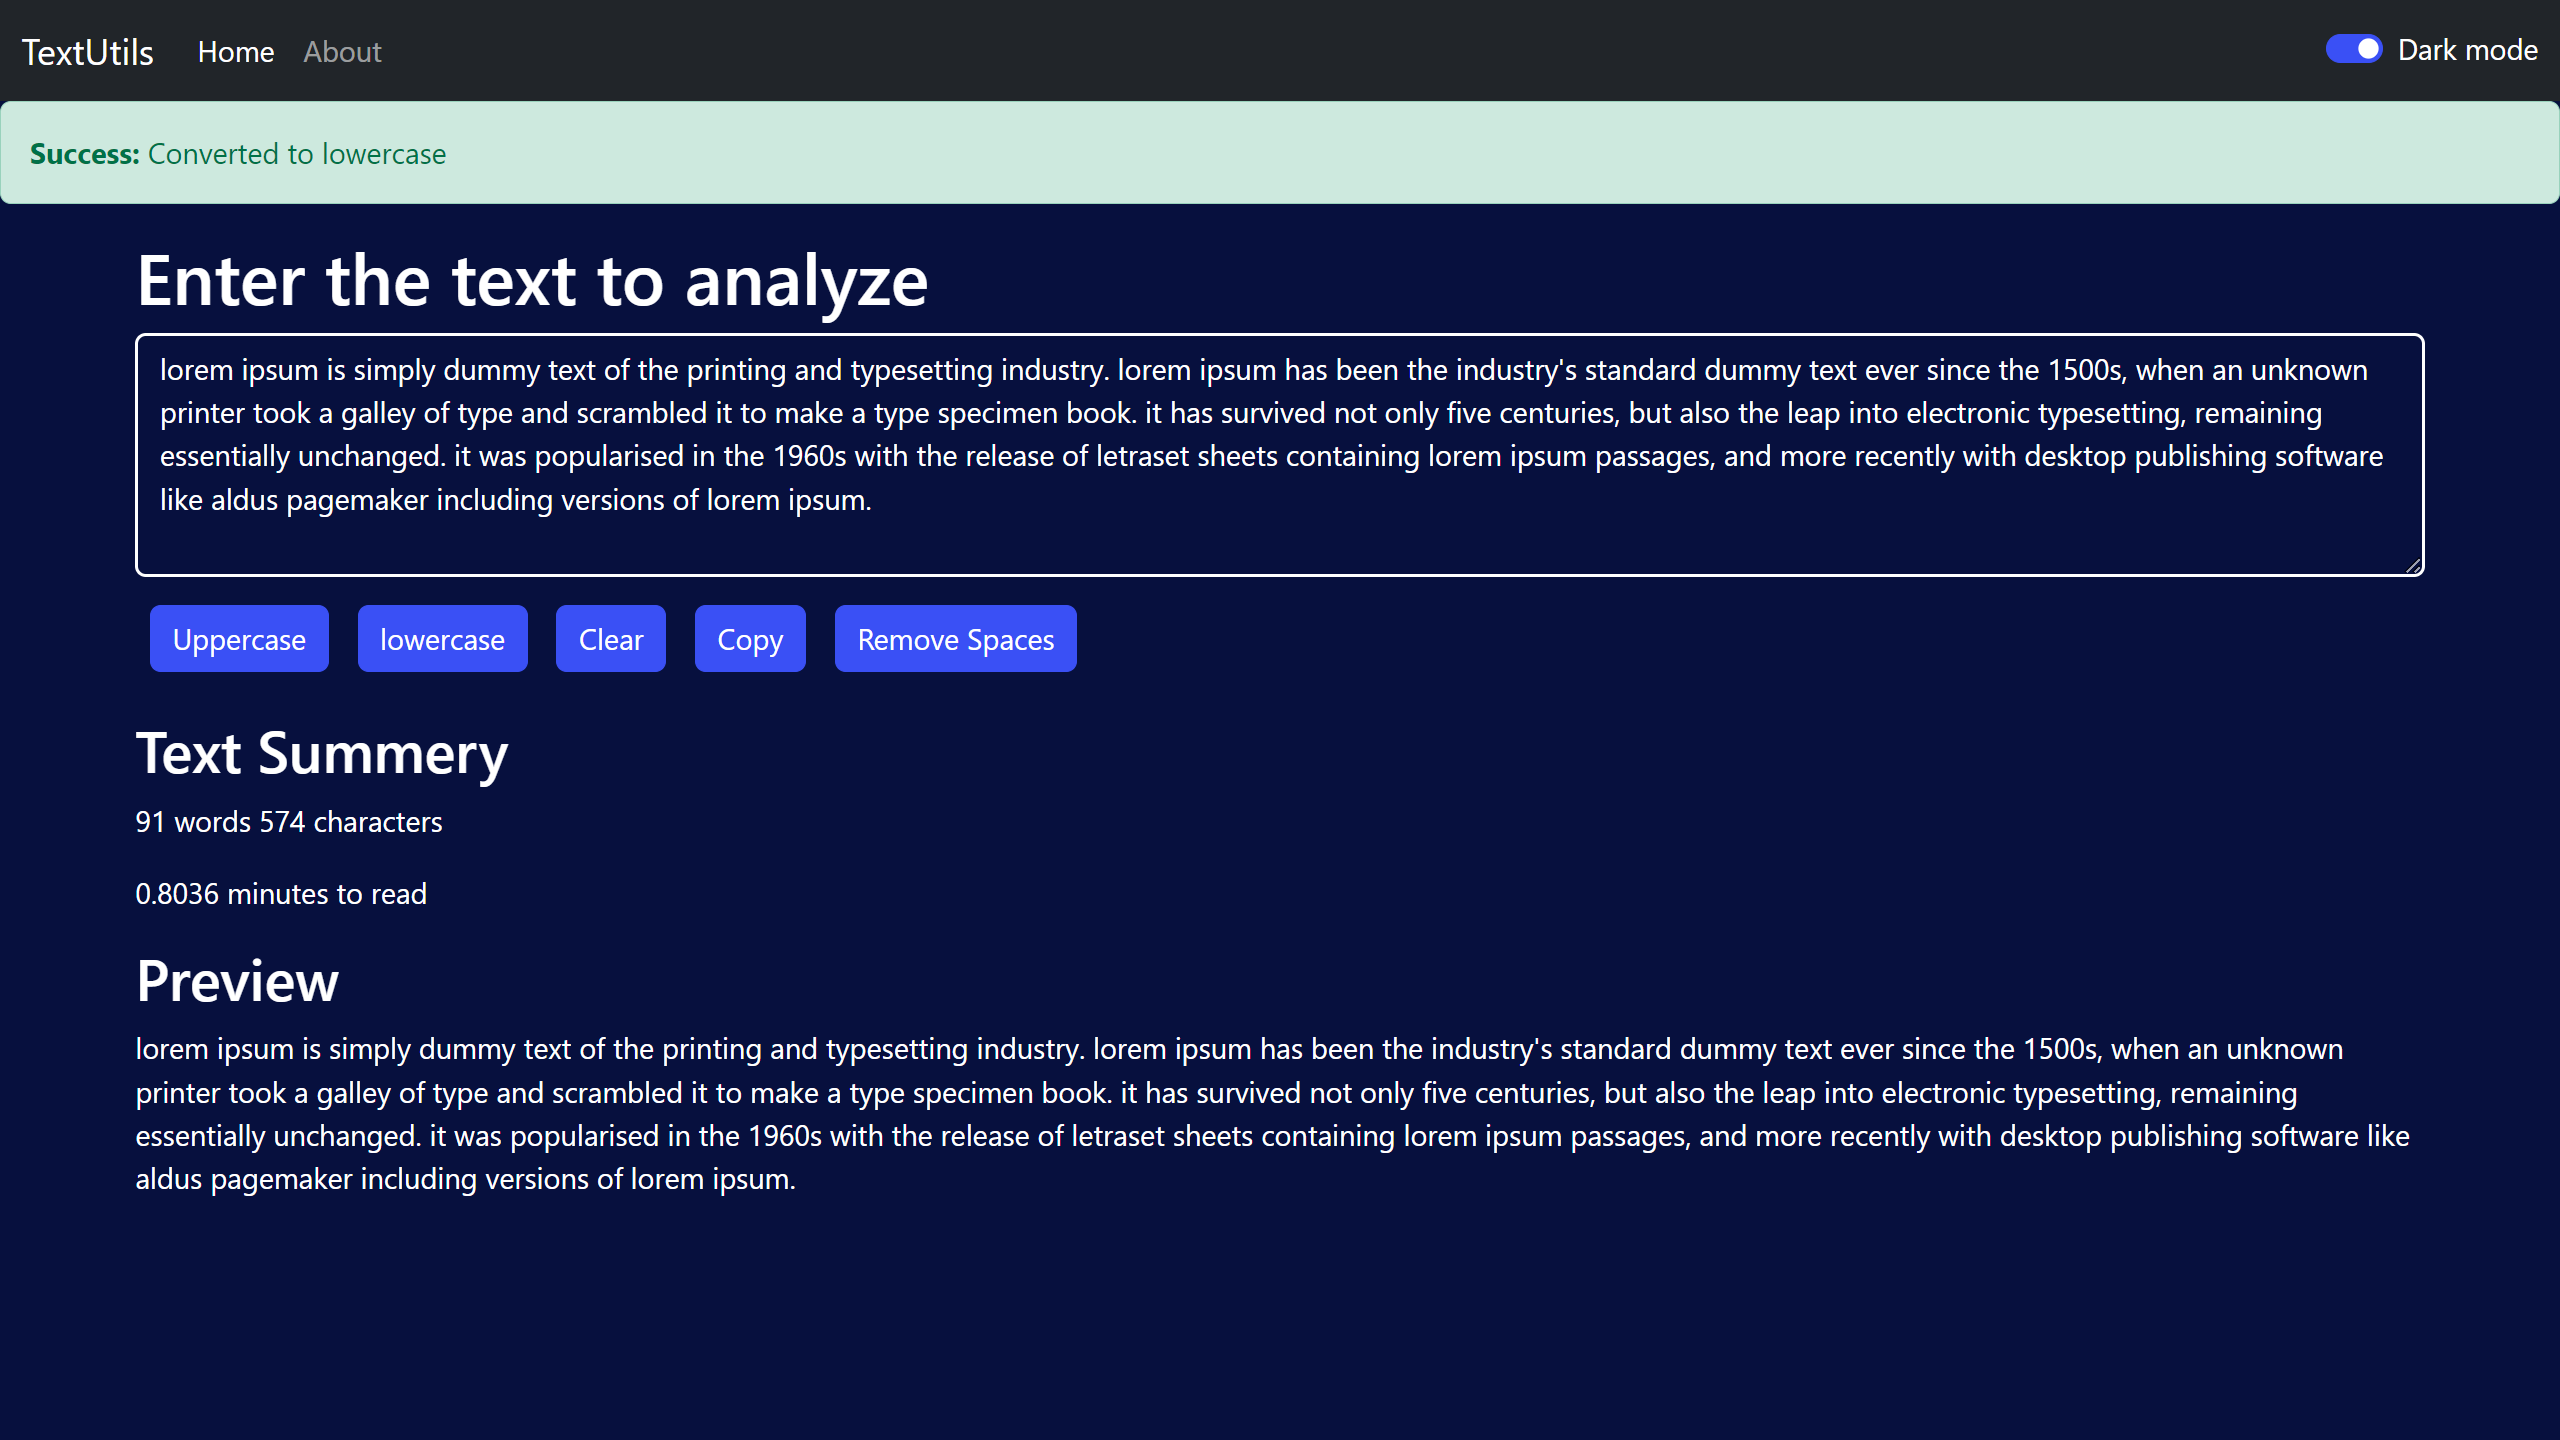 TextUtils Home About Dark mode
Success: Converted to lowercase
Enter the text to analyze
lorem ipsum is simply dummy text of the printing and typesetting industry. lorem ipsum has been the industry's standard dummy text ever since the 1500s, when an unknown
printer took a galley of type and scrambled it to make a type specimen book. it has survived not only five centuries, but also the leap into electronic typesetting, remaining
essentially unchanged. it was popularised in the 1960s with the release of letraset sheets containing lorem ipsum passages, and more recently with desktop publishing software
like aldus pagemaker including versions of lorem ipsum.
Uppercase lowercase Clear Copy Remove Spaces
Text Summery
91 words 574 characters
0.8036 minutes to read
Preview
lorem ipsum is simply dummy text of the printing and typesetting industry. lorem ipsum has been the industry's standard dummy text ever since the 1500s, when an unknown
printer took a galley of type and scrambled it to make a type specimen book. it has survived not only five centuries, but also the leap into electronic typesetting, remaining
essentially unchanged. it was popularised in the 1960s with the release of letraset sheets containing lorem ipsum passages, and more recently with desktop publishing software like
aldus pagemaker including versions of lorem ipsum.